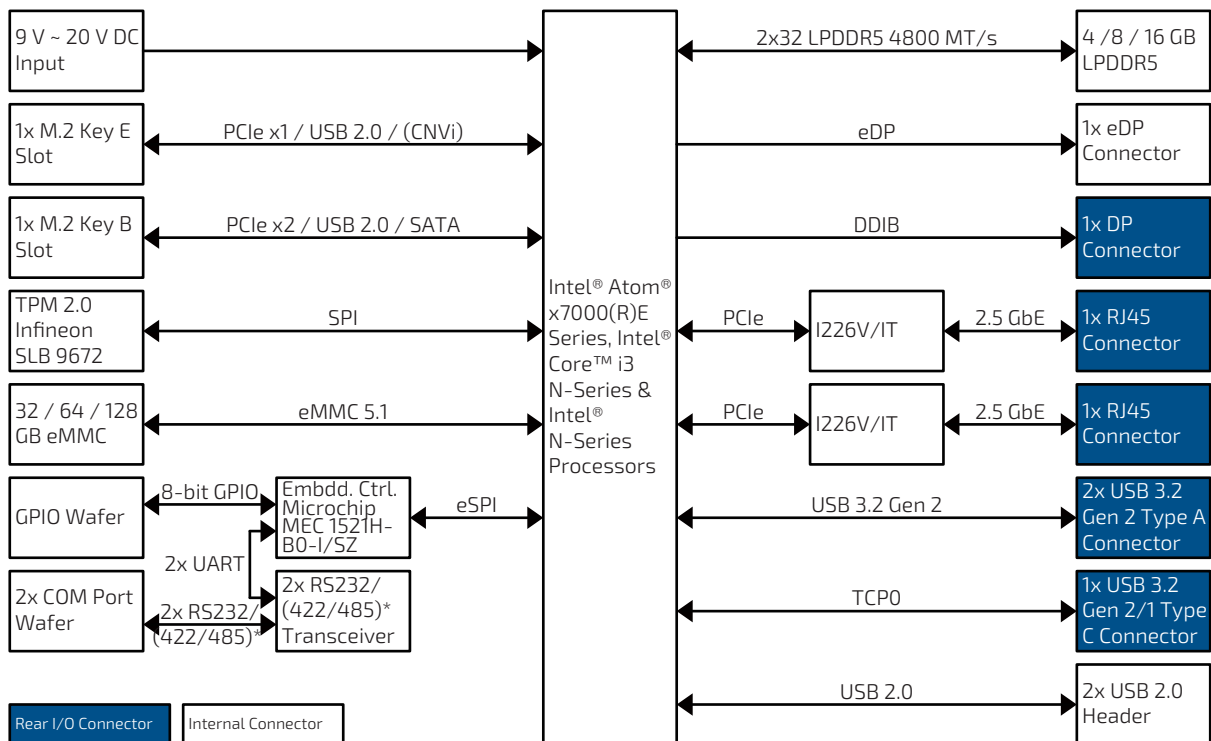 9 V ~ 20 V DC
Input
2x32 LPDDR5 4800 MT/s
4 /8 / 16 GB
LPDDR5
1x M.2 Key E
Slot
PCIe x1 / USB 2.0 / (CNVi)
eDP
1x eDP
Connector
1x M.2 Key B
Slot
PCIe x2 / USB 2.0 / SATA
DDIB
1x DP
Connector
TPM 2.0
Infineon
SLB 9672
SPI
Intel® Atom®
x7000(R)E
Series, Intel®
Core™ i3
N-Series &
Intel®
N-Series
Processors
PCIe
I226V/IT
2.5 GbE
1x RJ45
Connector
32 / 64 / 128
GB eMMC
eMMC 5.1
PCIe
I226V/IT
2.5 GbE
1x RJ45
Connector
GPIO Wafer
8-bit GPIO
Embdd. Ctrl.
Microchip
MEC 1521H-
B0-I/SZ
eSPI
USB 3.2 Gen 2
2x USB 3.2
Gen 2 Type A
Connector
2x UART
2x COM Port
Wafer
2x RS232/
(422/485)*
2x RS232/
(422/485)*
Transceiver
TCP0
1x USB 3.2
Gen 2/1 Type
C Connector
USB 2.0
2x USB 2.0
Header
Rear I/O Connector
Internal Connector